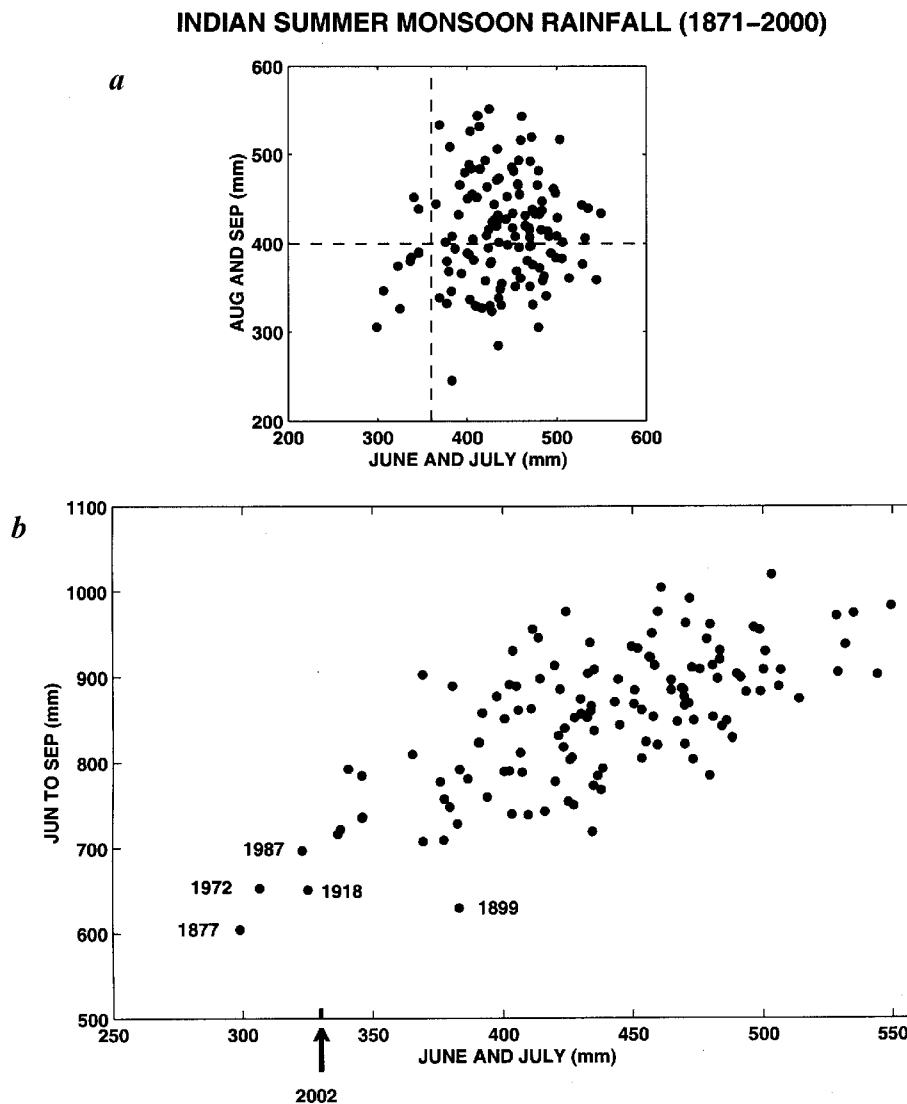 INDIAN SUMMER MONSOON RAINFALL (1871–2000)
a
600
500
400
300
200
AUG AND SEP (mm)
200 300 400 500 600
JUNE AND JULY (mm)
b
1100
1000
900
800
700
600
500
JUN TO SEP (mm)
1987
1972
1918
1877
1899
250 300 350 400 450 500 550
JUNE AND JULY (mm)
2002